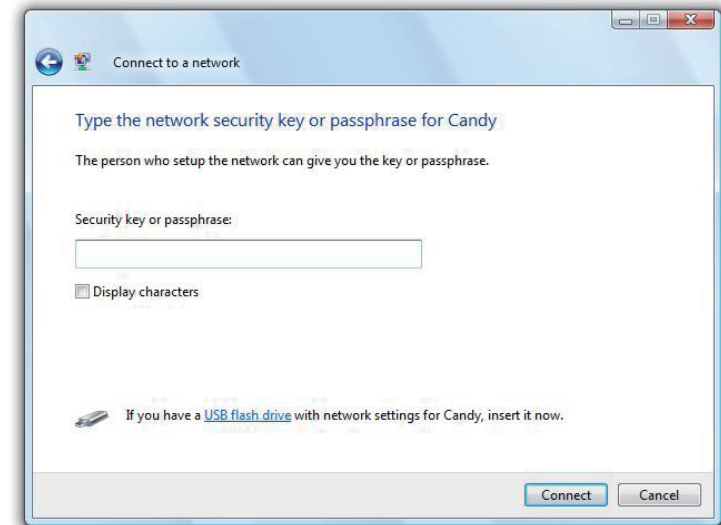 Connect to a network
Type the network security key or passphrase for Candy
The person who setup the network can give you the key or passphrase.
Security key or passphrase:
Display characters
If you have a USB flash drive with network settings for Candy, insert it now.
Connect Cancel